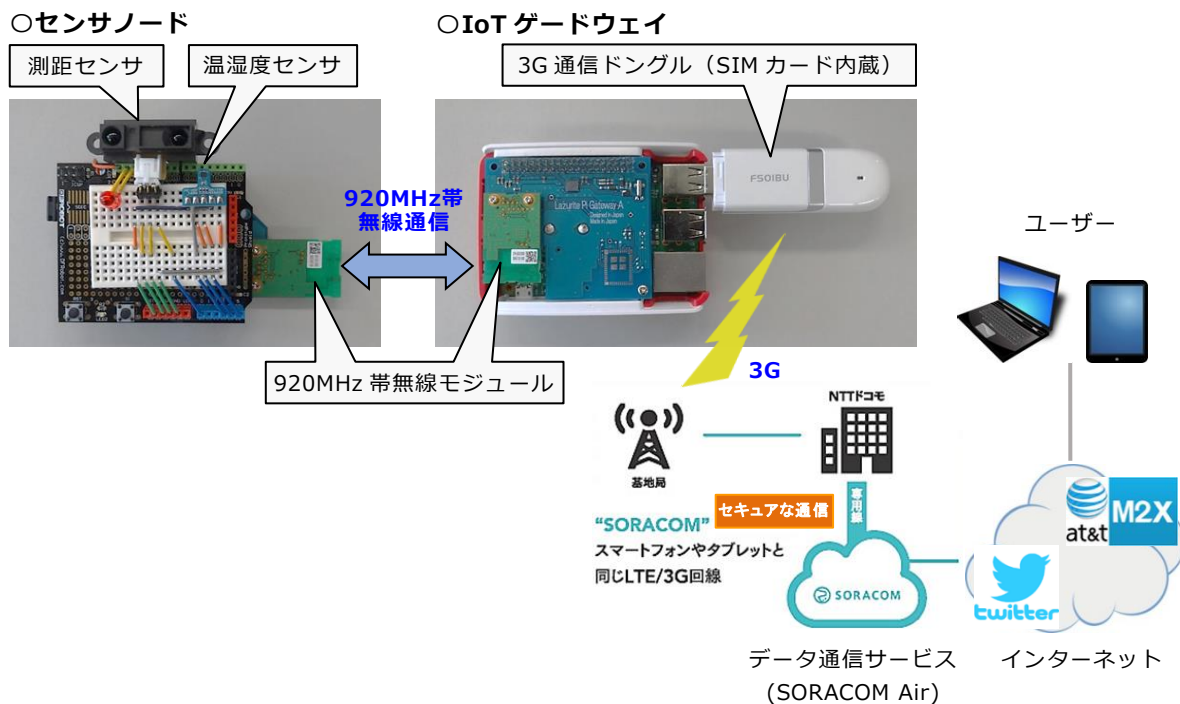 〇センサノード
〇IoT ゲードウェイ
測距センサ
温湿度センサ
3G 通信ドングル（SIM カード内蔵）
FSOIBU
Lazurite Pi Gateway A
Designed in Japan
Made in Japan
920MHz帯
無線通信
920MHz 帯無線モジュール
3G
ユーザー
NTTドコモ
基地局
専用線
セキュアな通信
“SORACOM”
スマートフォンやタブレットと
同じLTE/3G回線
SORACOM
at&t
M2X
twitter
データ通信サービス
(SORACOM Air)
インターネット